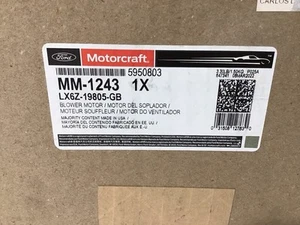 CARLOS L
Ford
Motorcraft
5950803
MM-1243 1X
LX6Z-19805-GB
BLOWER MOTOR / MOTOR DEL SOPLADOR /
MOTEUR SOUFFLEUR / MOTOR DO VENTILADOR
MAJORITY CONTENT MADE IN USA /
MAYORÍA DEL CONTENIDO FABRICADO EN EE. UU. /